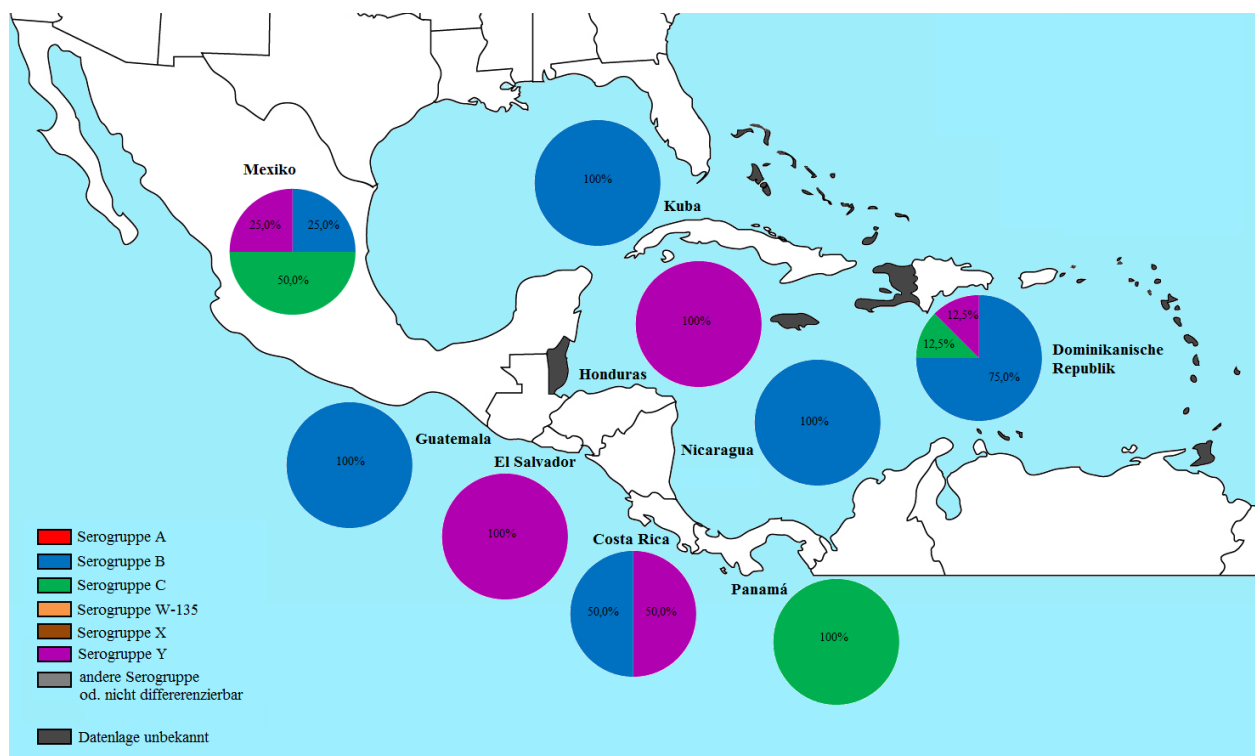 Mexiko
25,0%
25,0%
50,0%
100%
Kuba
100%
Honduras
12,5%
12,5%
75,0%
Dominikanische
Republik
100%
Nicaragua
100%
Guatemala
El Salvador
100%
Costa Rica
50,0%
50,0%
Panamá
100%
Serogruppe A
Serogruppe B
Serogruppe C
Serogruppe W-135
Serogruppe X
Serogruppe Y
andere Serogruppe
od. nicht differerenzierbar
Datenlage unbekannt